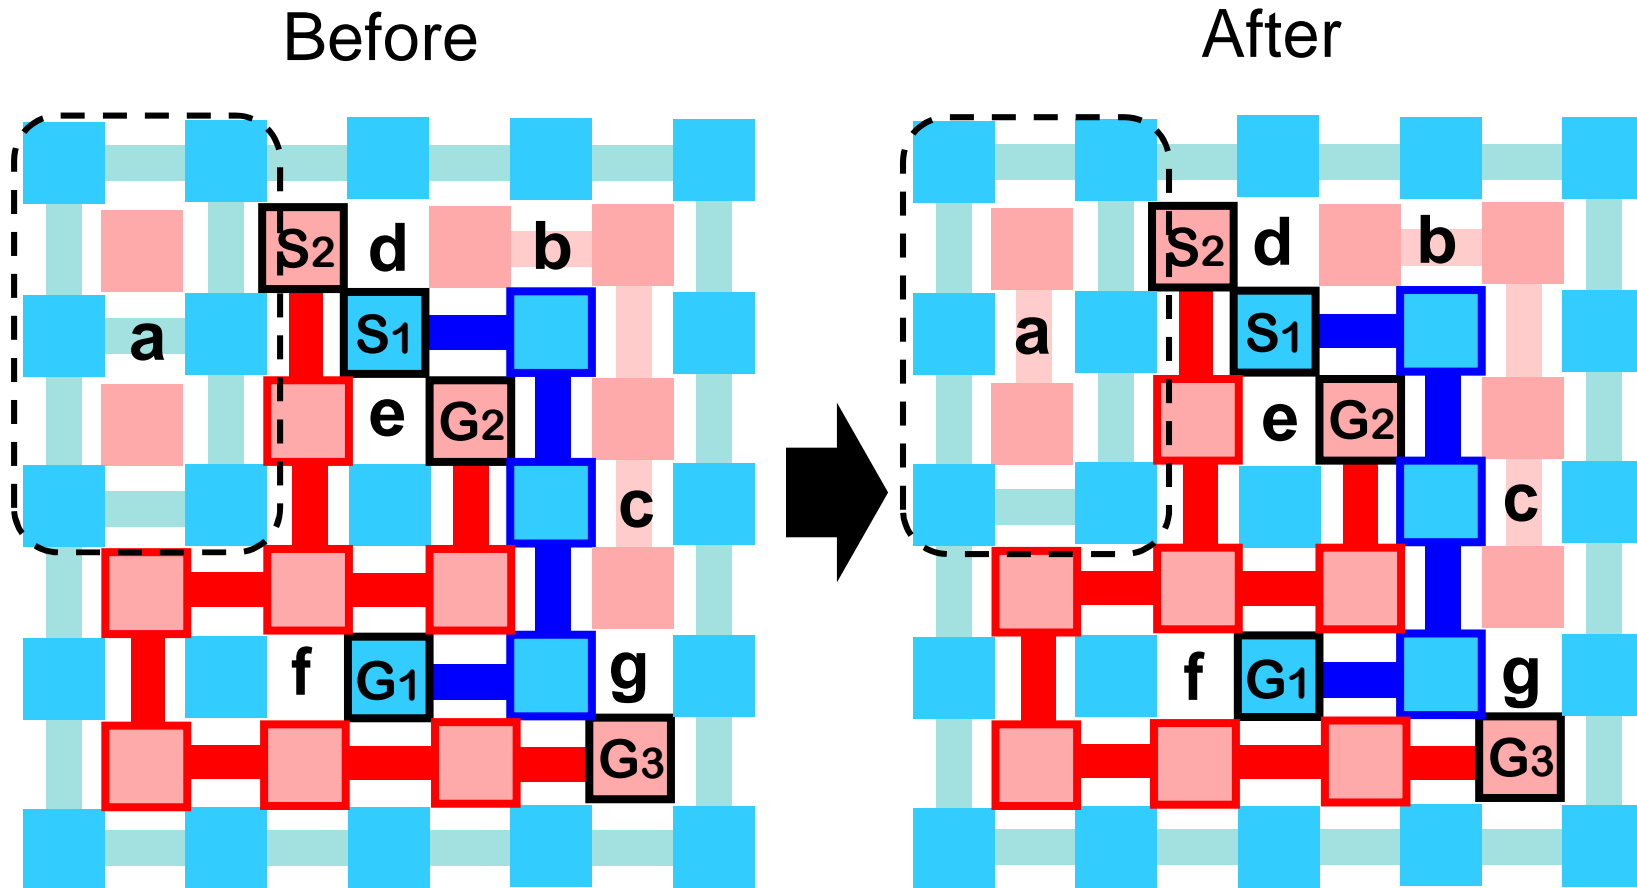 Before
After
S2 d b
a S1
e G2
c
f G1 g
G3
S2 d b
a S1
e G2
c
f G1 g
G3